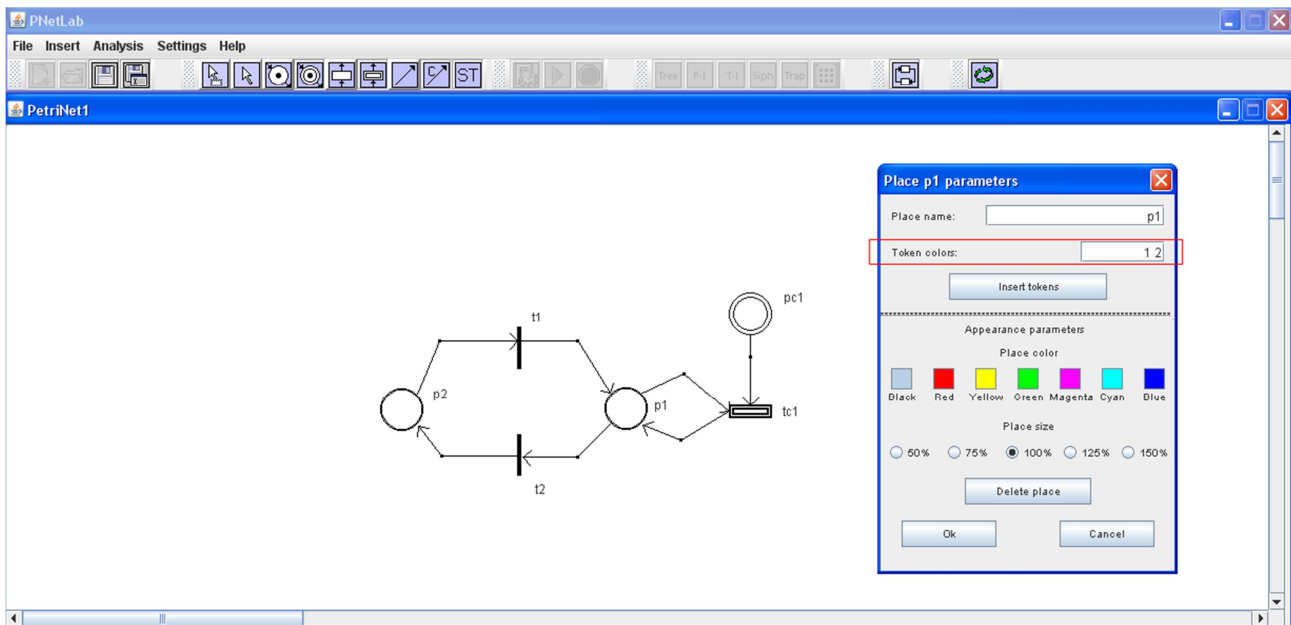 PNetLab
File Insert Analysis Settings Help
C ST Tree P-I T-I Siph Trap
PetriNet1
Place p1 parameters
Place name: p1
Token colors: 1 2
Insert tokens
Appearance parameters
Place color
Black Red Yellow Green Magenta Cyan Blue
Place size
50% 75% 100% 125% 150%
Delete place
Ok Cancel
pc1
t1
p2
p1
tc1
t2